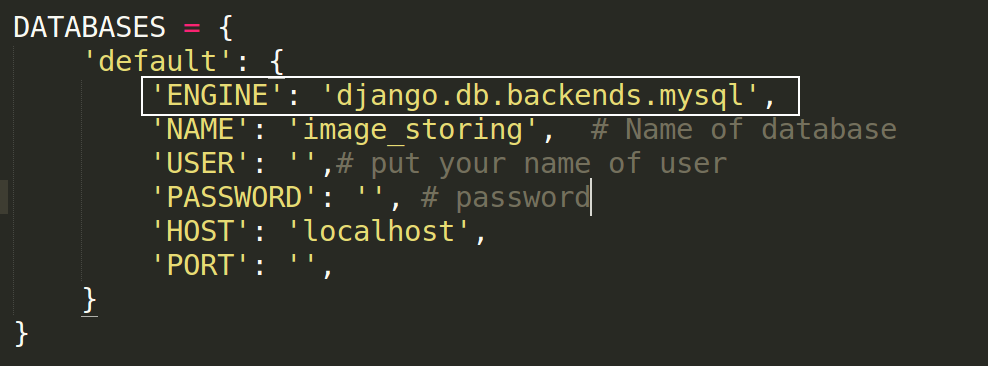 DATABASES = {
    'default': {
        'ENGINE': 'django.db.backends.mysql',
        'NAME': 'image_storing',  # Name of database
        'USER': '',# put your name of user
        'PASSWORD': '', # password
        'HOST': 'localhost',
        'PORT': '',
    }
}